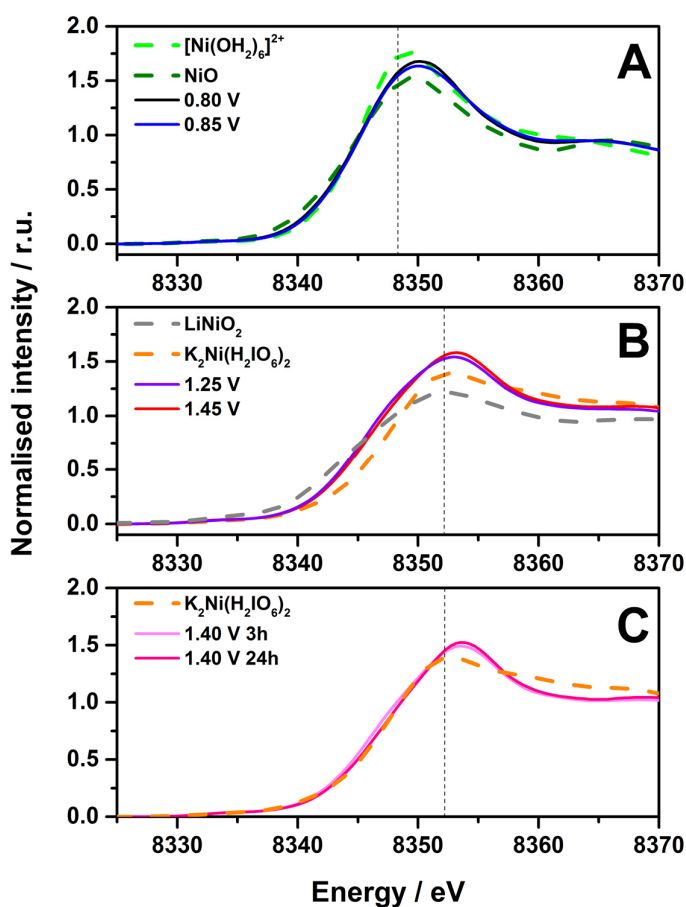 Normalised intensity / r.u.
A
[Ni(OH₂)₆]²⁺
NiO
0.80 V
0.85 V
2.0
1.5
1.0
0.5
0.0
8330 8340 8350 8360 8370
B
LiNiO₂
K₂Ni(H₂IO₆)₂
1.25 V
1.45 V
2.0
1.5
1.0
0.5
0.0
8330 8340 8350 8360 8370
C
K₂Ni(H₂IO₆)₂
1.40 V 3h
1.40 V 24h
2.0
1.5
1.0
0.5
0.0
8330 8340 8350 8360 8370
Energy / eV